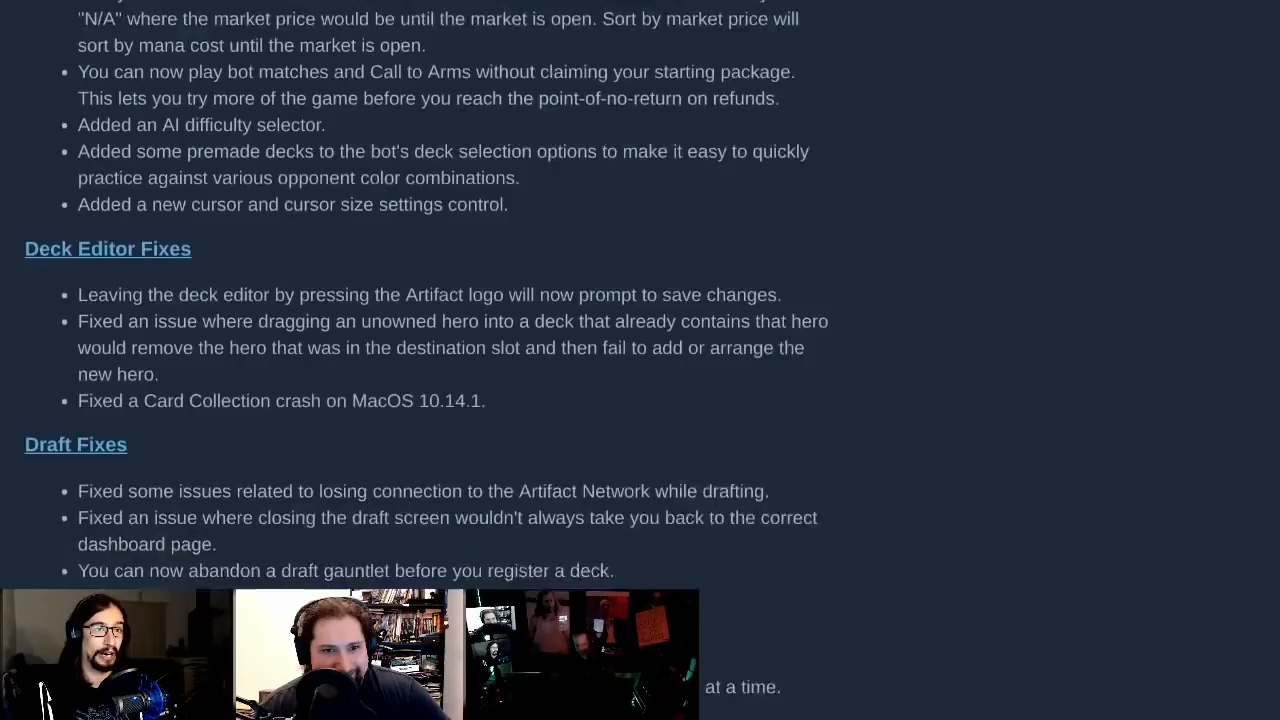 "N/A" where the market price would be until the market is open. Sort by market price will
sort by mana cost until the market is open.
You can now play bot matches and Call to Arms without claiming your starting package.
This lets you try more of the game before you reach the point-of-no-return on refunds.
Added an AI difficulty selector.
Added some premade decks to the bot's deck selection options to make it easy to quickly
practice against various opponent color combinations.
Added a new cursor and cursor size settings control.
Deck Editor Fixes
Leaving the deck editor by pressing the Artifact logo will now prompt to save changes.
Fixed an issue where dragging an unowned hero into a deck that already contains that hero
would remove the hero that was in the destination slot and then fail to add or arrange the
new hero.
Fixed a Card Collection crash on MacOS 10.14.1.
Draft Fixes
Fixed some issues related to losing connection to the Artifact Network while drafting.
Fixed an issue where closing the draft screen wouldn't always take you back to the correct
dashboard page.
You can now abandon a draft gauntlet before you register a deck.
at a time.